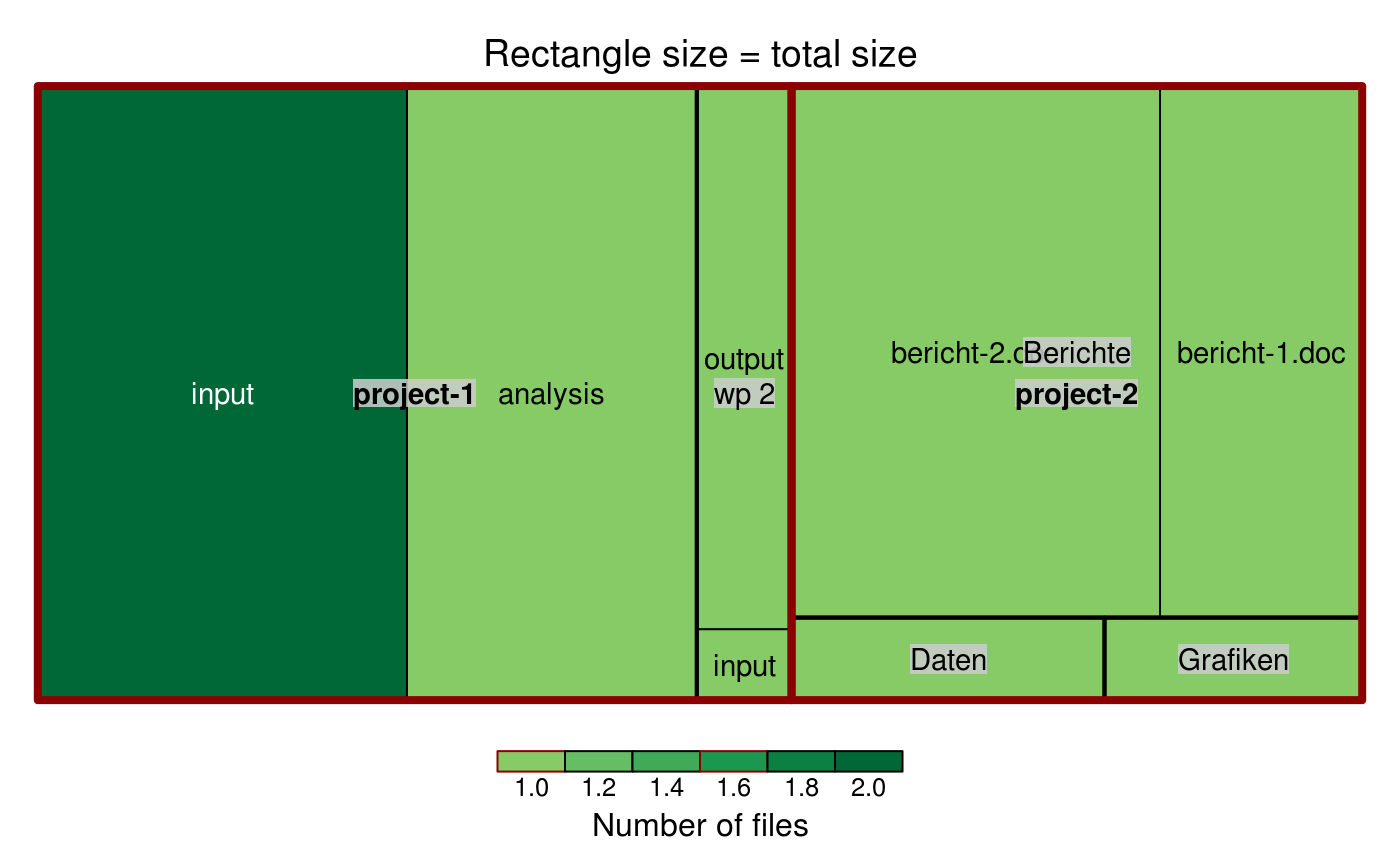 Rectangle size = total size
input
project-1
analysis
output
wp 2
input
bericht-2.
Berichte
project-2
bericht-1.doc
Daten
Grafiken
1.0 1.2 1.4 1.6 1.8 2.0
Number of files